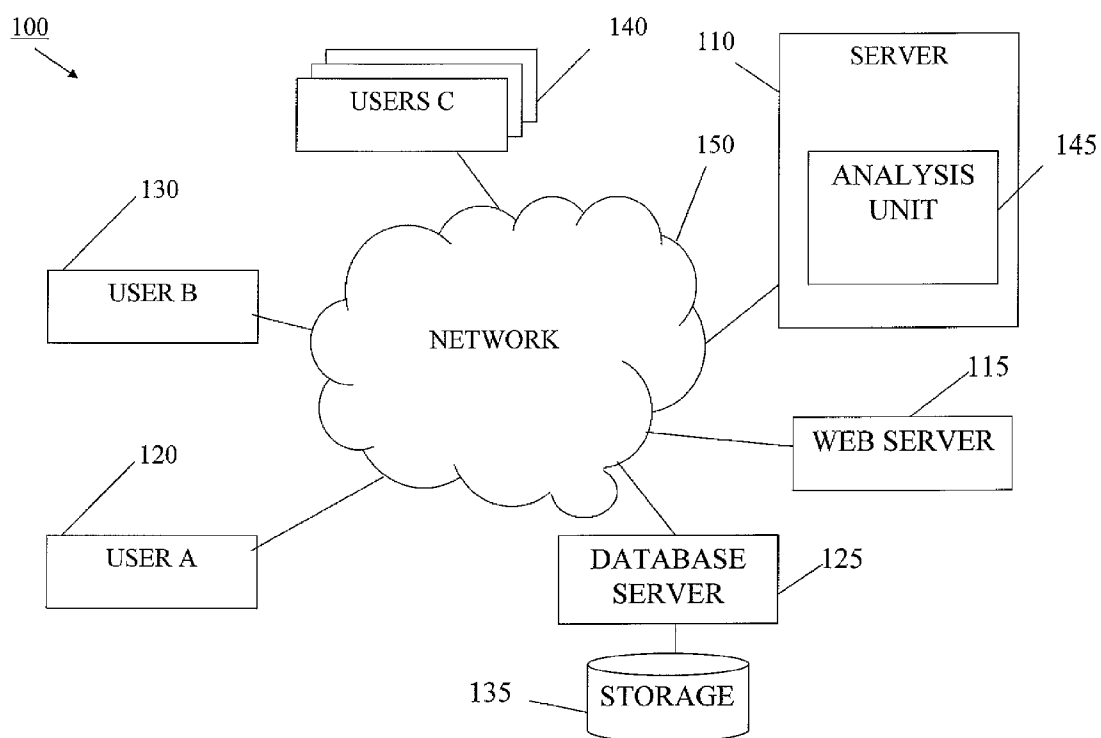 100
140
110
SERVER
USERS C
150
145
ANALYSIS
UNIT
130
USER B
NETWORK
115
WEB SERVER
120
USER A
DATABASE
SERVER
125
135
STORAGE